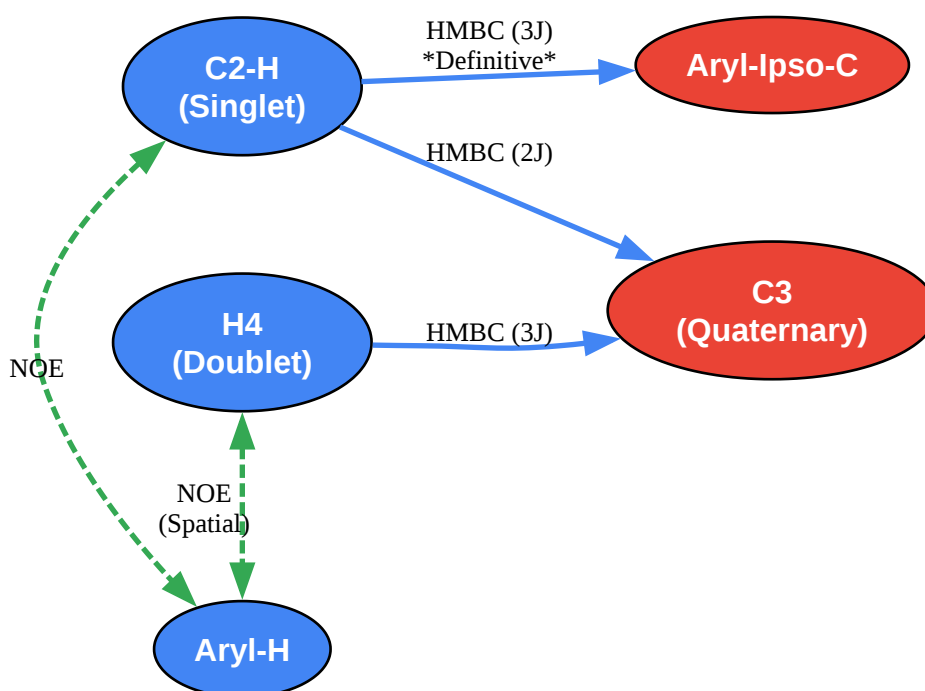 C2-H
(Singlet)
HMBC (3J)
*Definitive*
Aryl-Ipso-C
HMBC (2J)
H4
(Doublet)
HMBC (3J)
C3
(Quaternary)
NOE
NOE
(Spatial)
Aryl-H